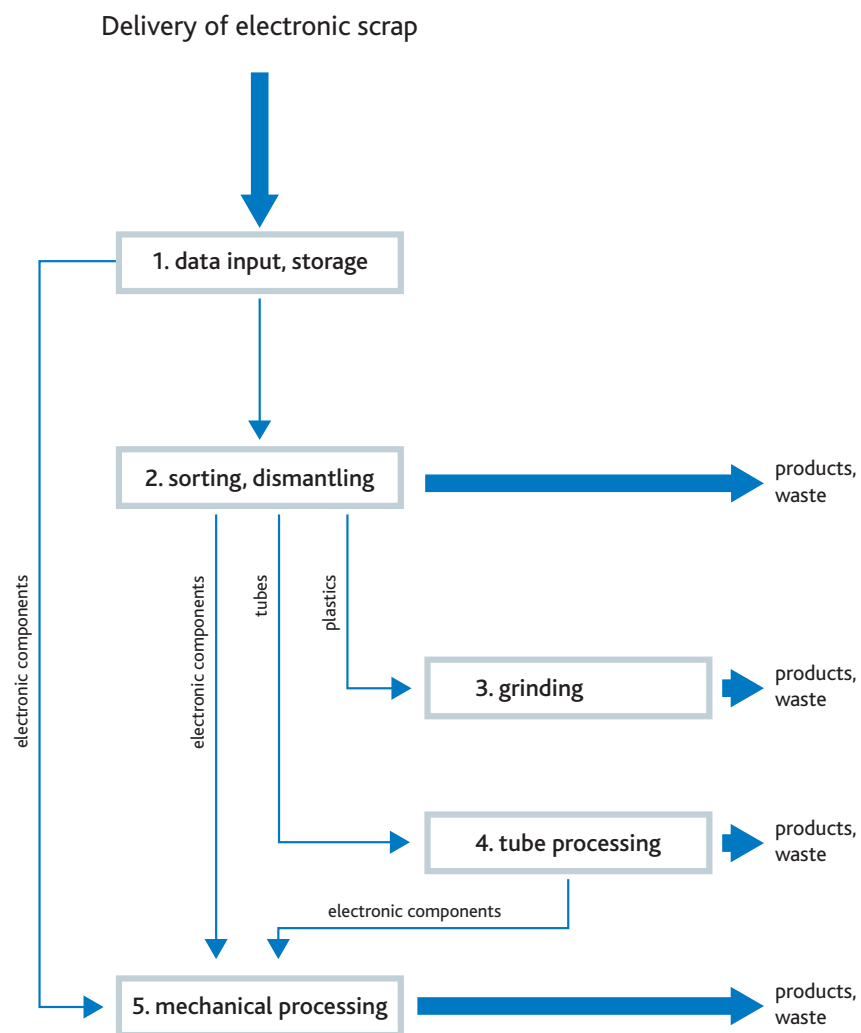 Delivery of electronic scrap
1. data input, storage
2. sorting, dismantling
products,
waste
electronic components
electronic components
tubes
plastics
3. grinding
products,
waste
4. tube processing
products,
waste
electronic components
5. mechanical processing
products,
waste